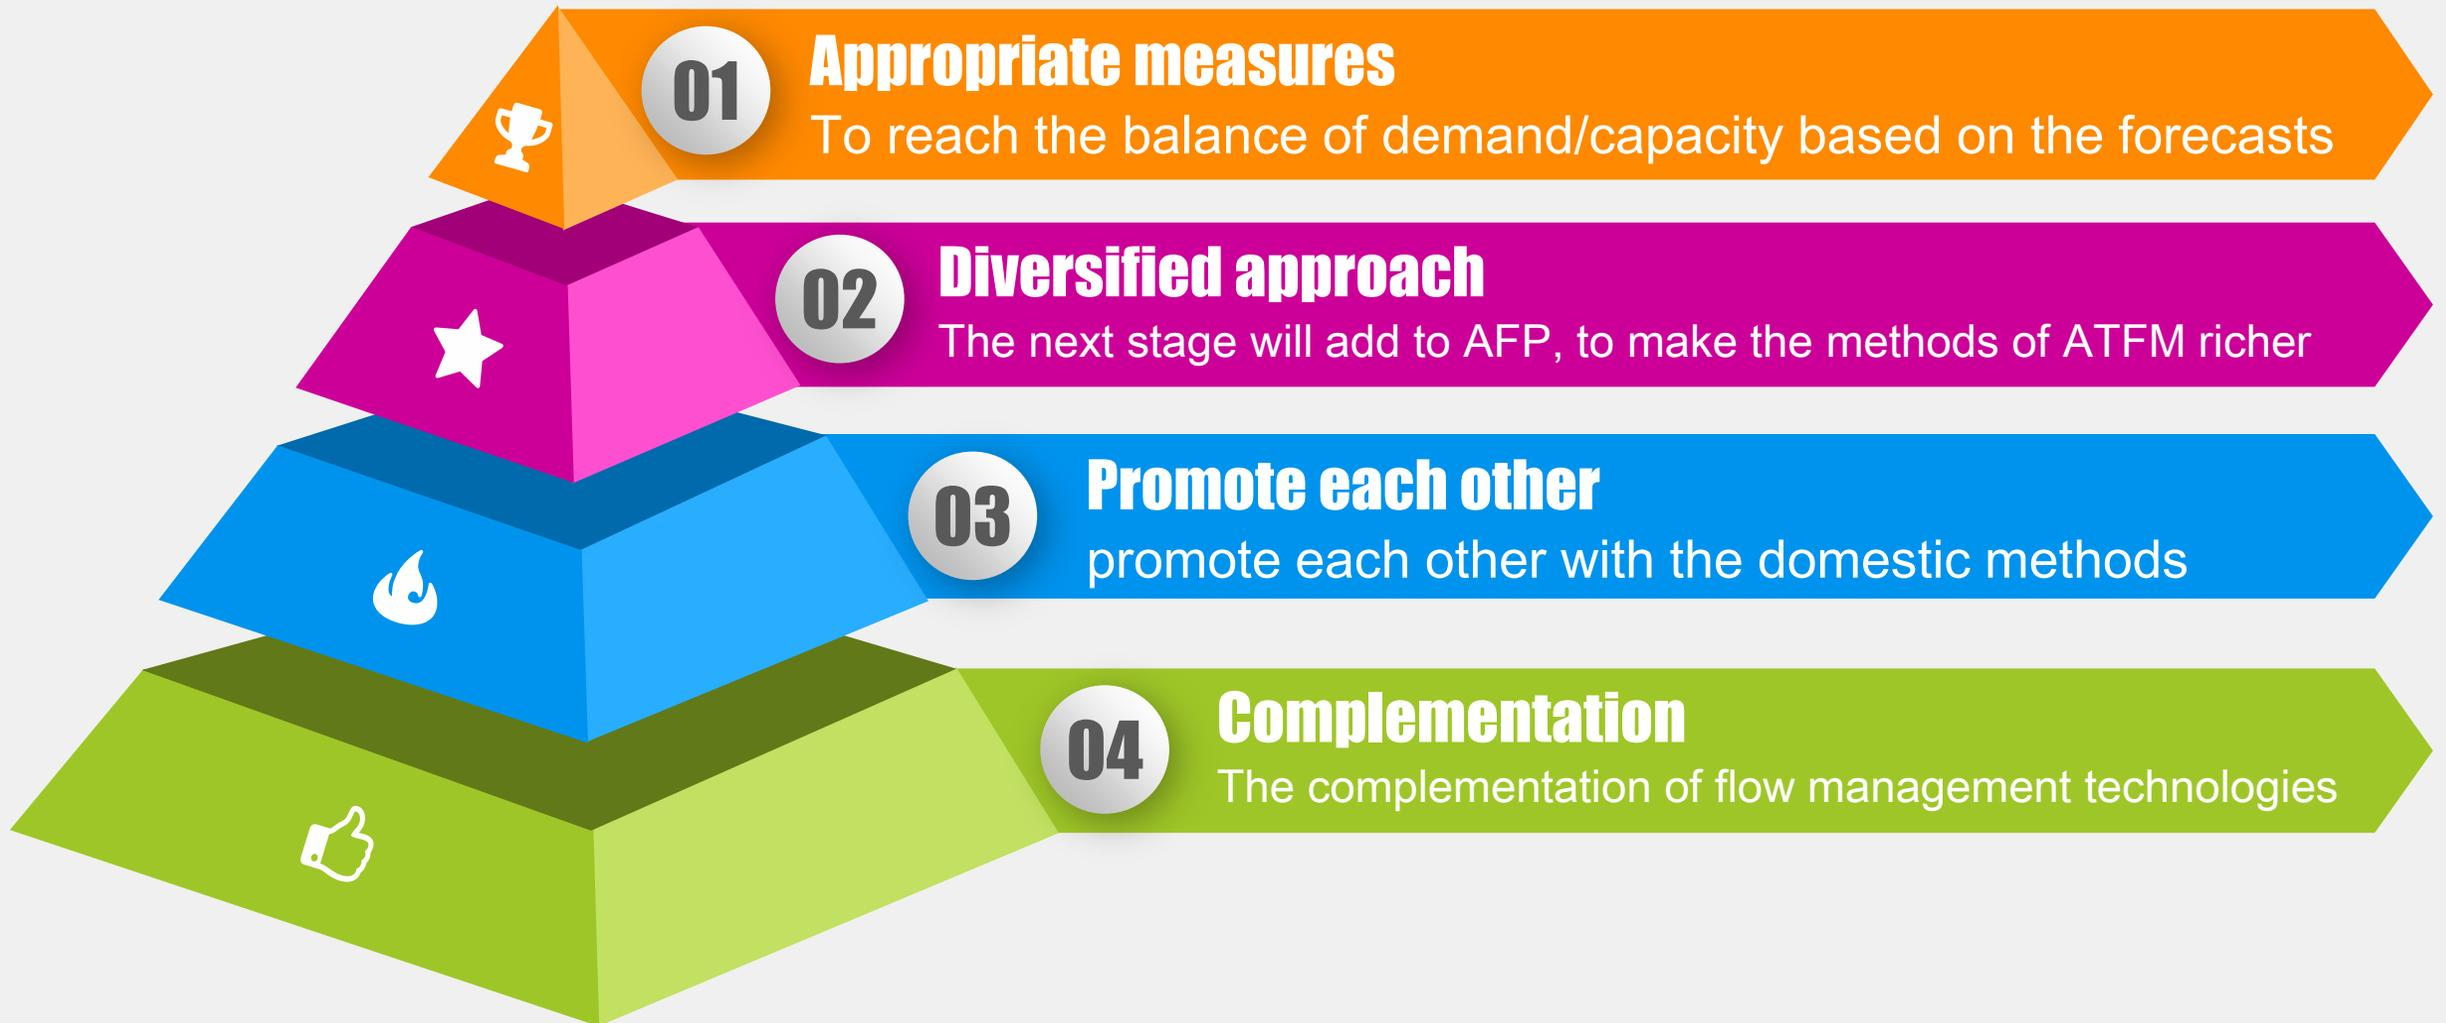 01
Appropriate measures
To reach the balance of demand/capacity based on the forecasts
02
Diversified approach
The next stage will add to AFP, to make the methods of ATFM richer
03
Promote each other
promote each other with the domestic methods
04
Complementation
The complementation of flow management technologies